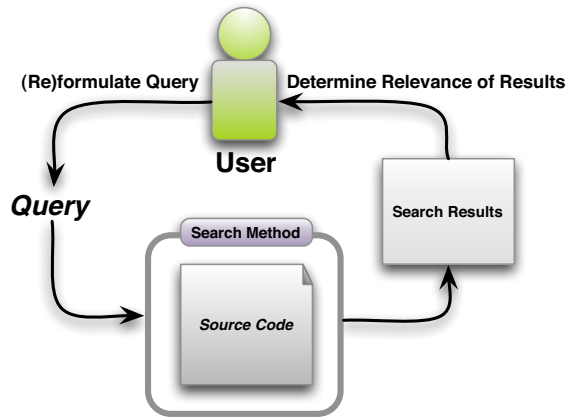 (Re)formulate Query
Determine Relevance of Results
User
Query
Search Method
Search Results
Source Code